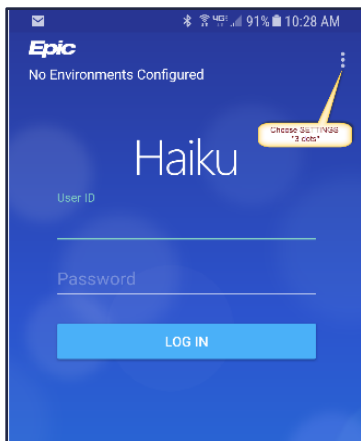 91% 10:28 AM
Epic
No Environments Configured
Choose SETTINGS
"3 dots"
Haiku
User ID
Password
LOG IN